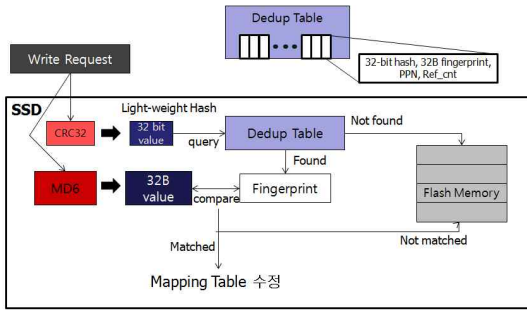 Dedup Table
32-bit hash, 32B fingerprint,
PPN, Ref_cnt
Write Request
SSD
Light-weight Hash
CRC32
32 bit
value
query
Dedup Table
Not found
Found
MD6
32B
value
compare
Fingerprint
Flash Memory
Matched
Not matched
Mapping Table 수정